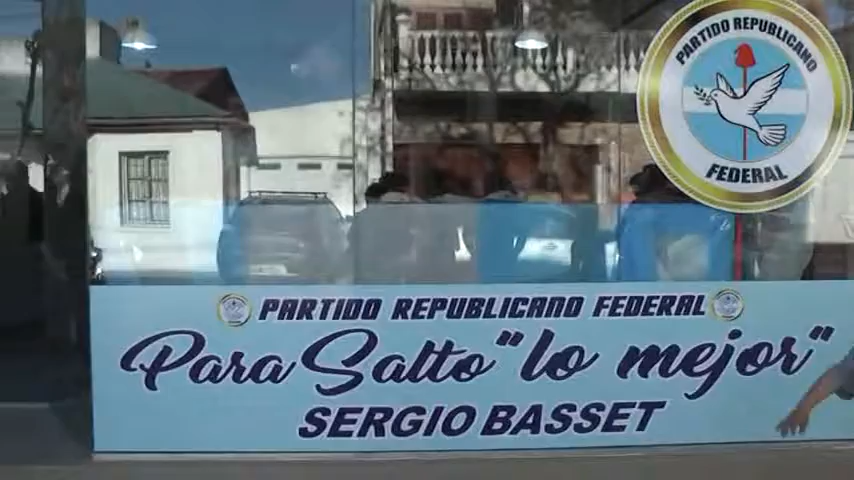 PARTIDO REPUBLICANO
FEDERAL
PARTIDO REPUBLICANO FEDERAL
Para Salto "lo mejor"
SERGIO BASSET